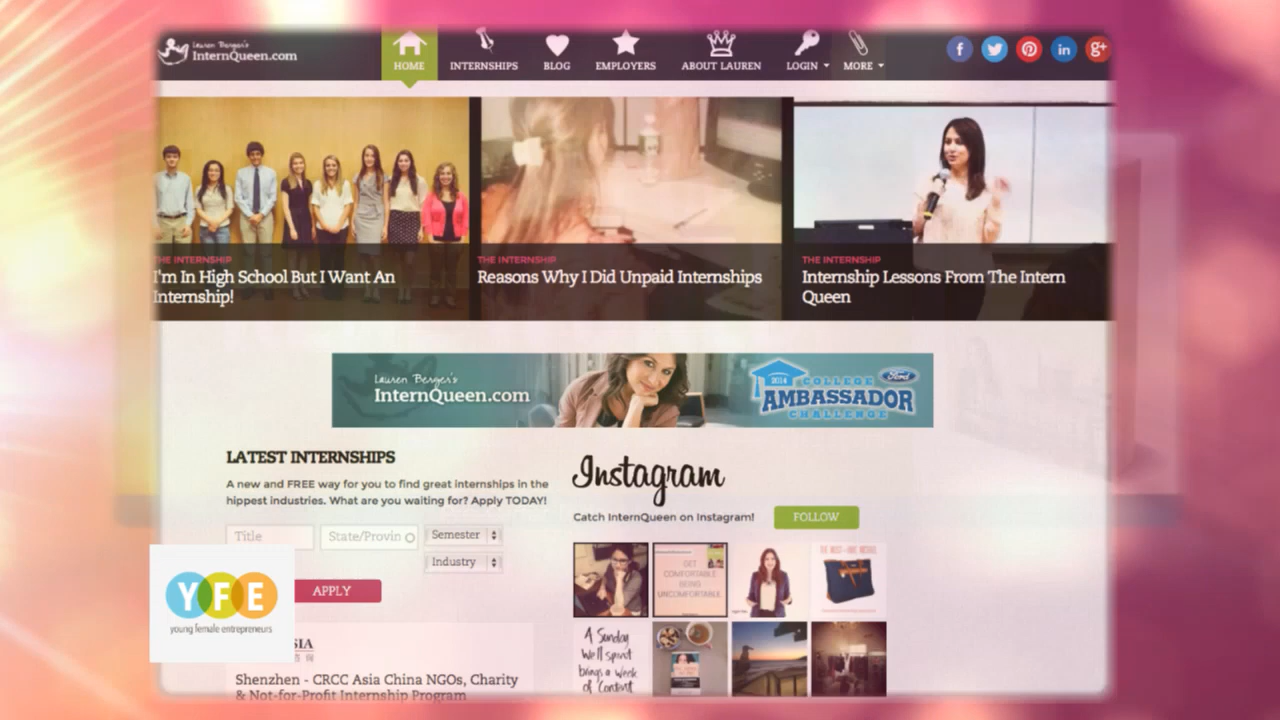 Lauren Berger's
InternQueen.com
HOME
INTERNSHIPS
BLOG
EMPLOYERS
ABOUT LAUREN
LOGIN
MORE
THE INTERNSHIP
I'm In High School But I Want An
Internship!
THE INTERNSHIP
Reasons Why I Did Unpaid Internships
THE INTERNSHIP
Internship Lessons From The Intern
Queen
Lauren Berger's
InternQueen.com
2014
COLLEGE
AMBASSADOR
CHALLENGE
Ford
LATEST INTERNSHIPS
A new and FREE way for you to find great internships in the
hippest industries. What are you waiting for? Apply TODAY!
Title
State/Provin
Semester
Industry
APPLY
YFE
young female entrepreneurs
SIA
Shenzhen - CRCC Asia China NGOs, Charity
& Not-for-Profit Internship Program
Instagram
Catch InternQueen on Instagram!
FOLLOW
GET
COMFORTABLE
BEING
UNCOMFORTABLE
A Sunday
Well spent
brings a week
of Content